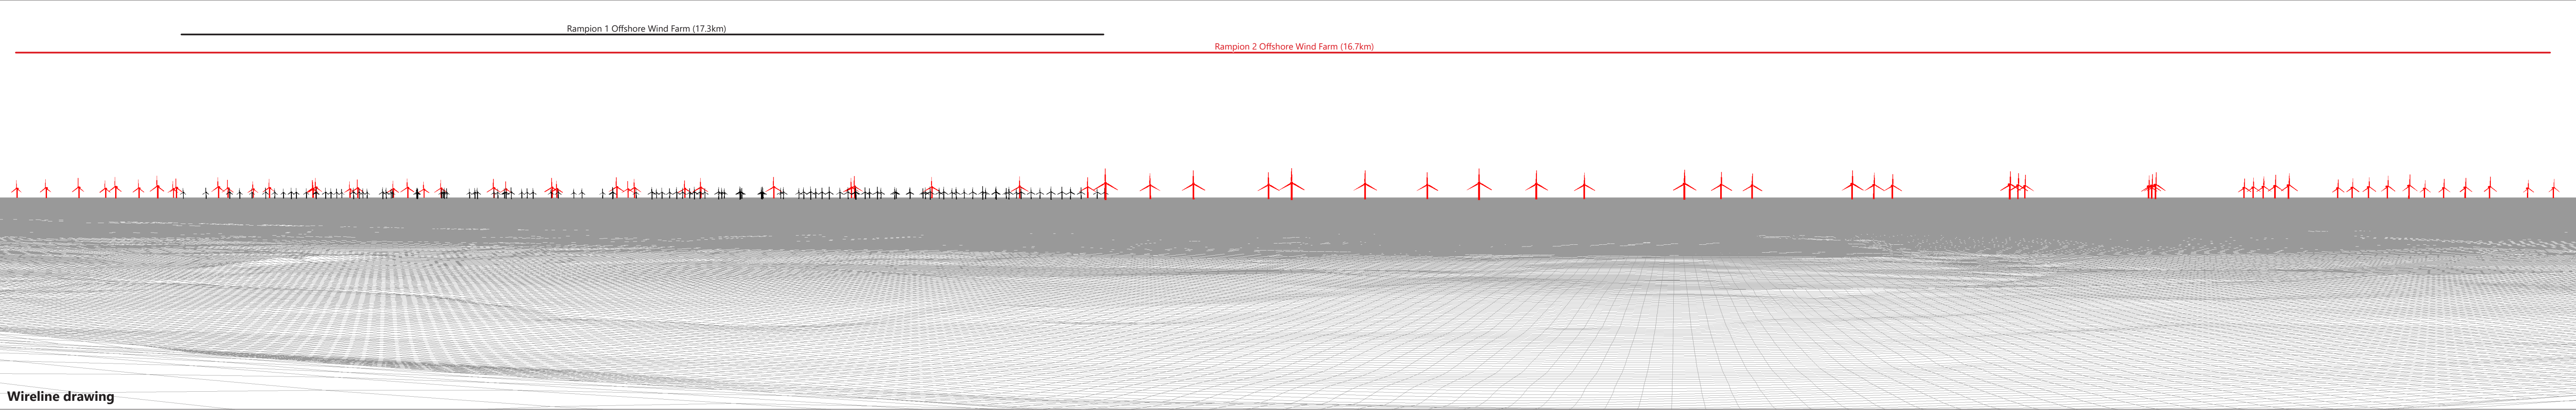 Rampion 1 Offshore Wind Farm (17.3km)
Rampion 2 Offshore Wind Farm (16.7km)
Wireline drawing